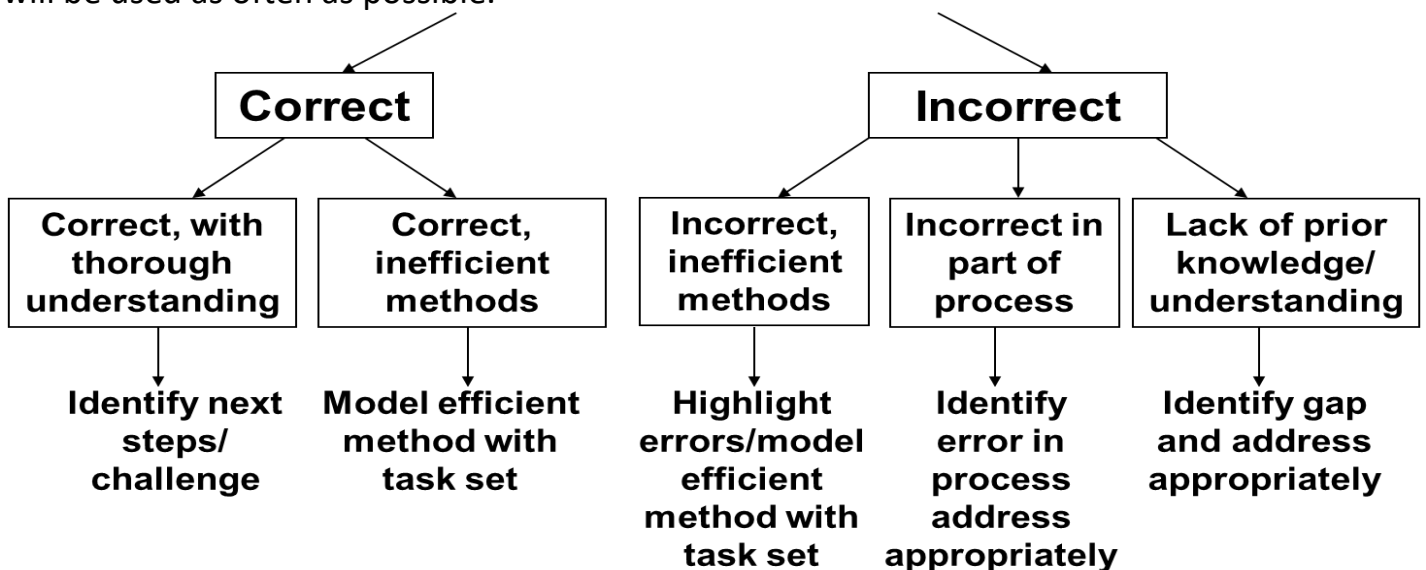 will be used as often as possible.
Correct
Incorrect
Correct, with
thorough
understanding
Correct,
inefficient
methods
Incorrect,
inefficient
methods
Incorrect in
part of
process
Lack of prior
knowledge/
understanding
Identify next
steps/
challenge
Model efficient
method with
task set
Highlight
errors/model
efficient
method with
task set
Identify
error in
process
address
appropriately
Identify gap
and address
appropriately